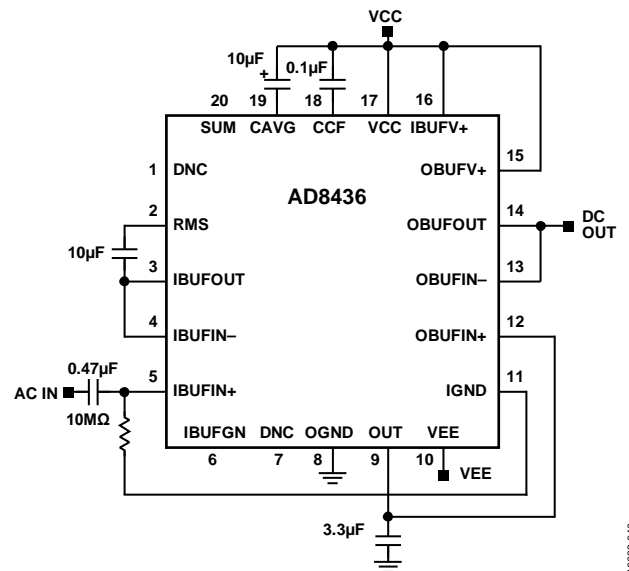 VCC
10µF
+
0.1µF
20
19
18
17
16
SUM
CAVG
CCF
VCC
IBUFV+
15
OBUFV+
1
DNC
AD8436
2
RMS
OBUFOUT
14
DC
OUT
10µF
3
IBUFOUT
OBUFIN–
13
4
IBUFIN–
OBUFIN+
12
0.47µF
AC IN
5
IBUFIN+
IGND
11
10MΩ
IBUFGN
DNC
OGND
OUT
VEE
6
7
8
9
10
VEE
3.3µF